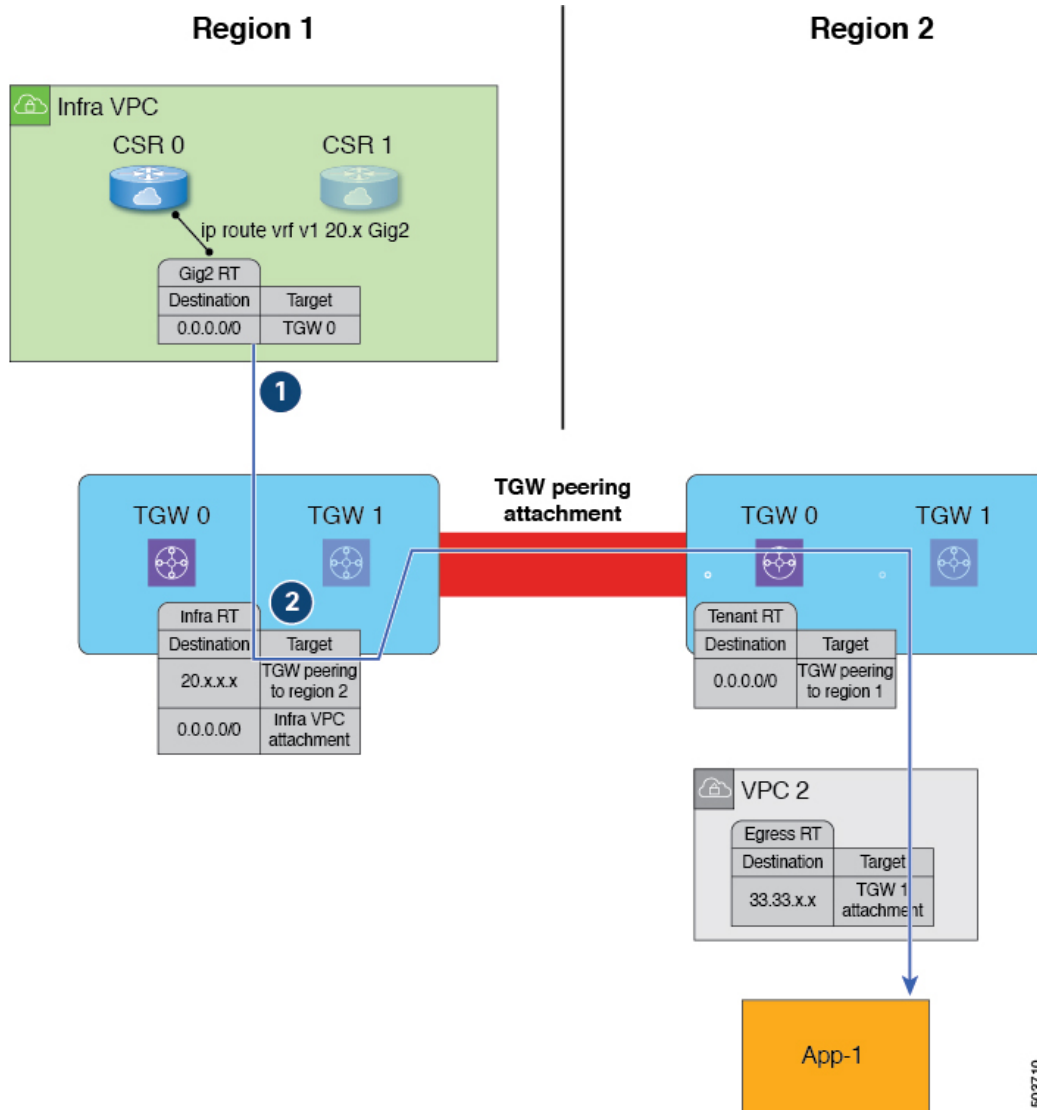 Region 1
Region 2
Infra VPC
CSR 0
CSR 1
ip route vrf v1 20.x Gig2
Gig2 RT
Destination
Target
0.0.0.0/0
TGW 0
1
TGW peering
attachment
TGW 0
TGW 1
TGW 0
TGW 1
2
Infra RT
Destination
Target
20.x.x.x
TGW peering
to region 2
0.0.0.0/0
Infra VPC
attachment
Tenant RT
Destination
Target
0.0.0.0/0
TGW peering
to region 1
VPC 2
Egress RT
Destination
Target
33.33.x.x
TGW 1
attachment
App-1
503710